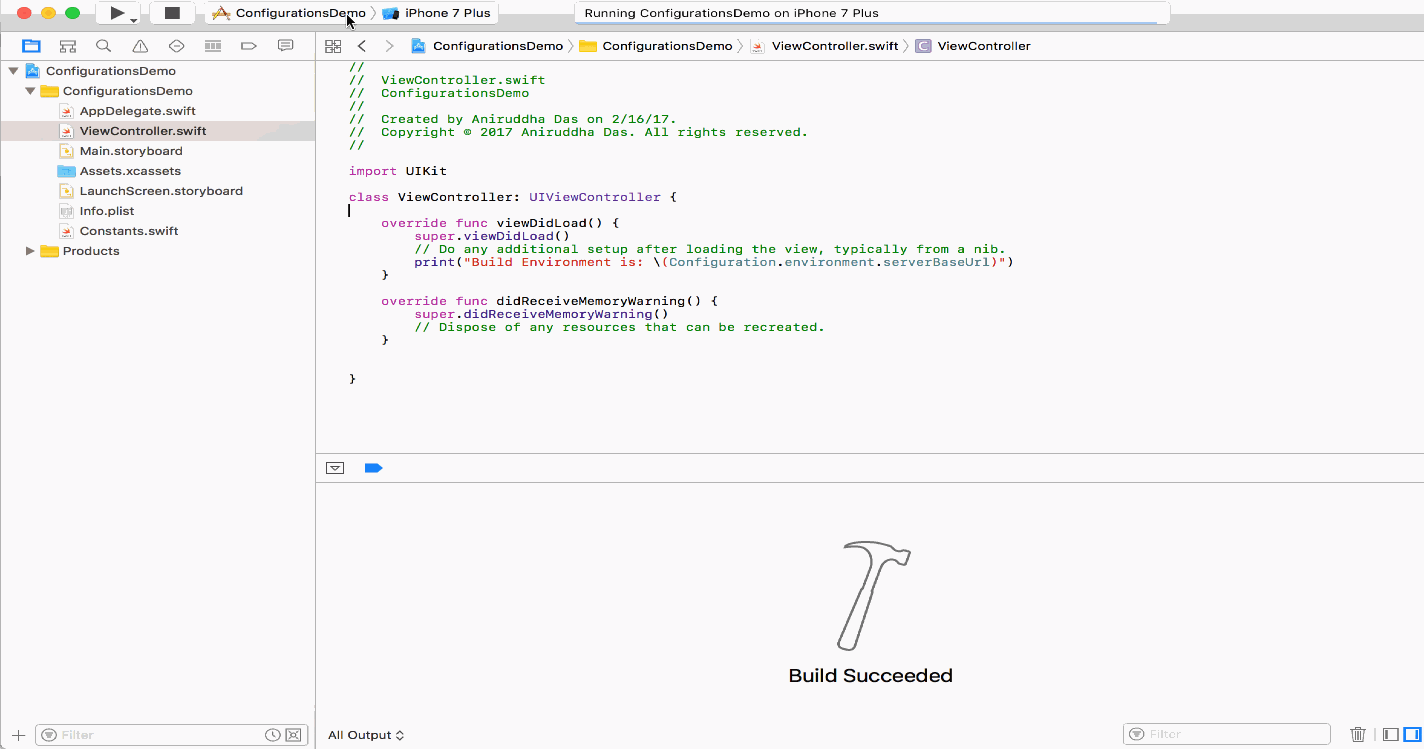 ConfigurationsDemo iPhone 7 Plus Running ConfigurationsDemo on iPhone 7 Plus
ConfigurationsDemo ConfigurationsDemo ViewController.swift C ViewController
ConfigurationsDemo
ConfigurationsDemo
AppDelegate.swift
ViewController.swift
Main.storyboard
Assets.xcassets
LaunchScreen.storyboard
Info.plist
Constants.swift
Products
//
// ViewController.swift
// ConfigurationsDemo
//
// Created by Aniruddha Das on 2/16/17.
// Copyright © 2017 Aniruddha Das. All rights reserved.
//
import UIKit
class ViewController: UIViewController {
override func viewDidLoad() {
super.viewDidLoad()
// Do any additional setup after loading the view, typically from a nib.
print("Build Environment is: \(Configuration.environment.serverBaseUrl)")
}
override func didReceiveMemoryWarning() {
super.didReceiveMemoryWarning()
// Dispose of any resources that can be recreated.
}
}
Build Succeeded
Filter
All Output
Filter